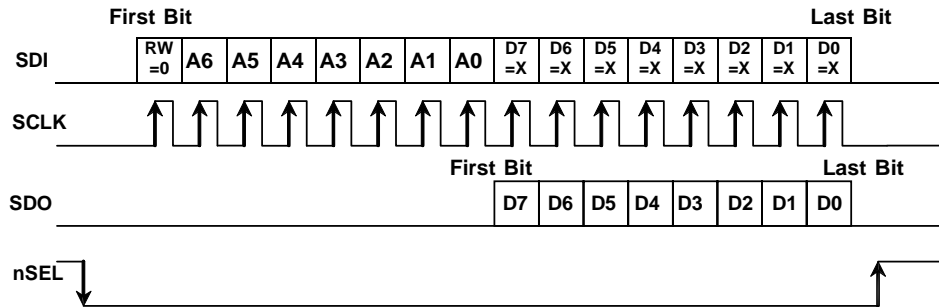 First Bit Last Bit
SDI RW =0 A6 A5 A4 A3 A2 A1 A0 D7 =X D6 =X D5 =X D4 =X D3 =X D2 =X D1 =X D0 =X
SCLK
First Bit Last Bit
SDO D7 D6 D5 D4 D3 D2 D1 D0
nSEL